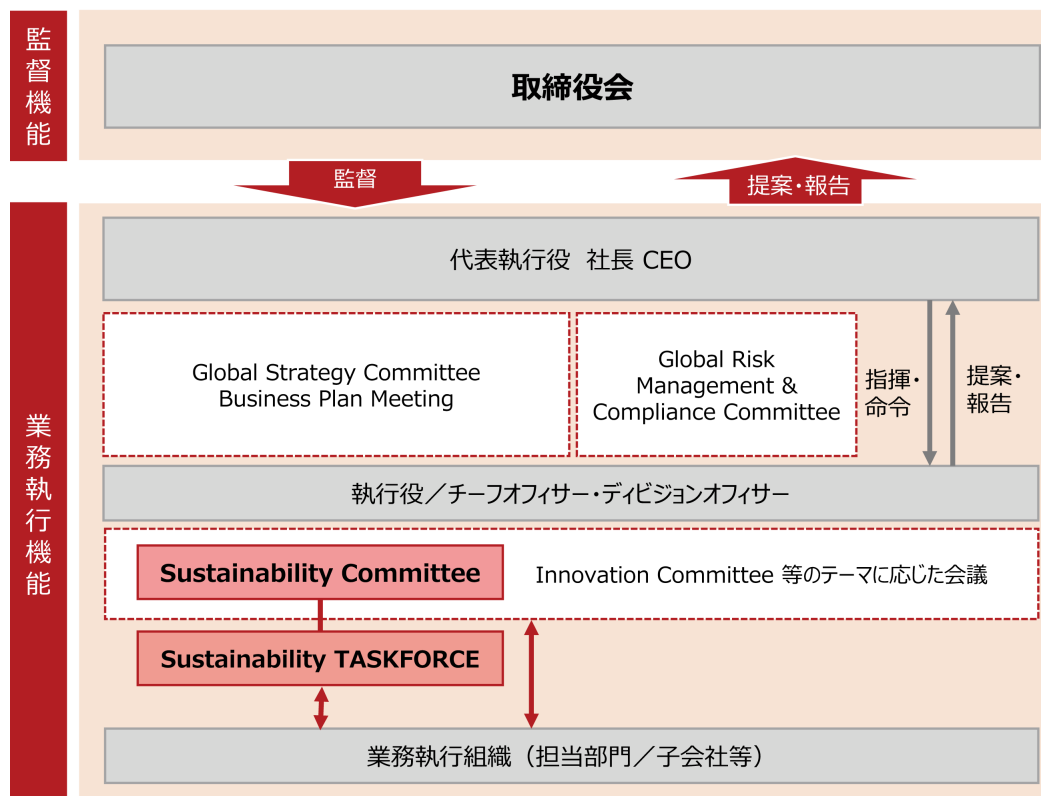 監督機能
取締役会
監督
提案・報告
業務執行機能
代表執行役 社長 CEO
Global Strategy Committee
Business Plan Meeting
Global Risk
Management &
Compliance Committee
指揮・
命令
提案・
報告
執行役／チーフオフィサー・ディビジョンオフィサー
Sustainability Committee
Innovation Committee 等のテーマに応じた会議
Sustainability TASKFORCE
業務執行組織（担当部門／子会社等）